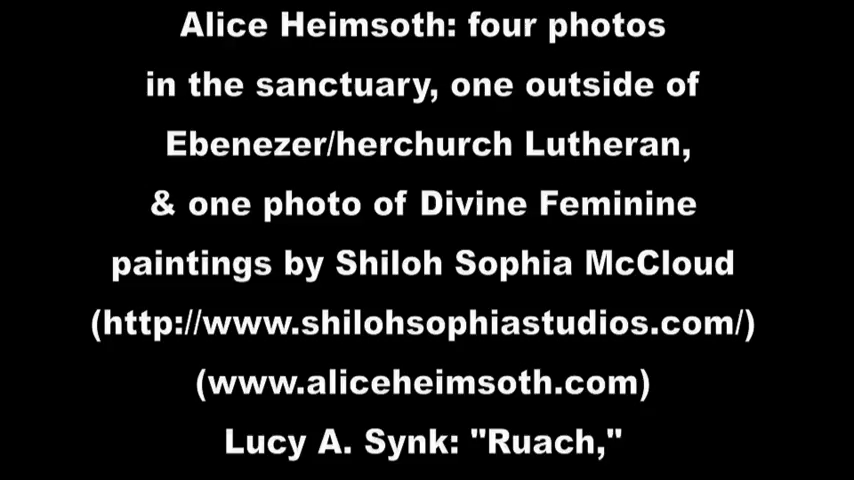 Alice Heimsoth: four photos
in the sanctuary, one outside of
Ebenezer/herchurch Lutheran,
& one photo of Divine Feminine
paintings by Shiloh Sophia McCloud
(http://www.shilohsophiastudios.com/)
(www.aliceheimsoth.com)
Lucy A. Synk: "Ruach,"